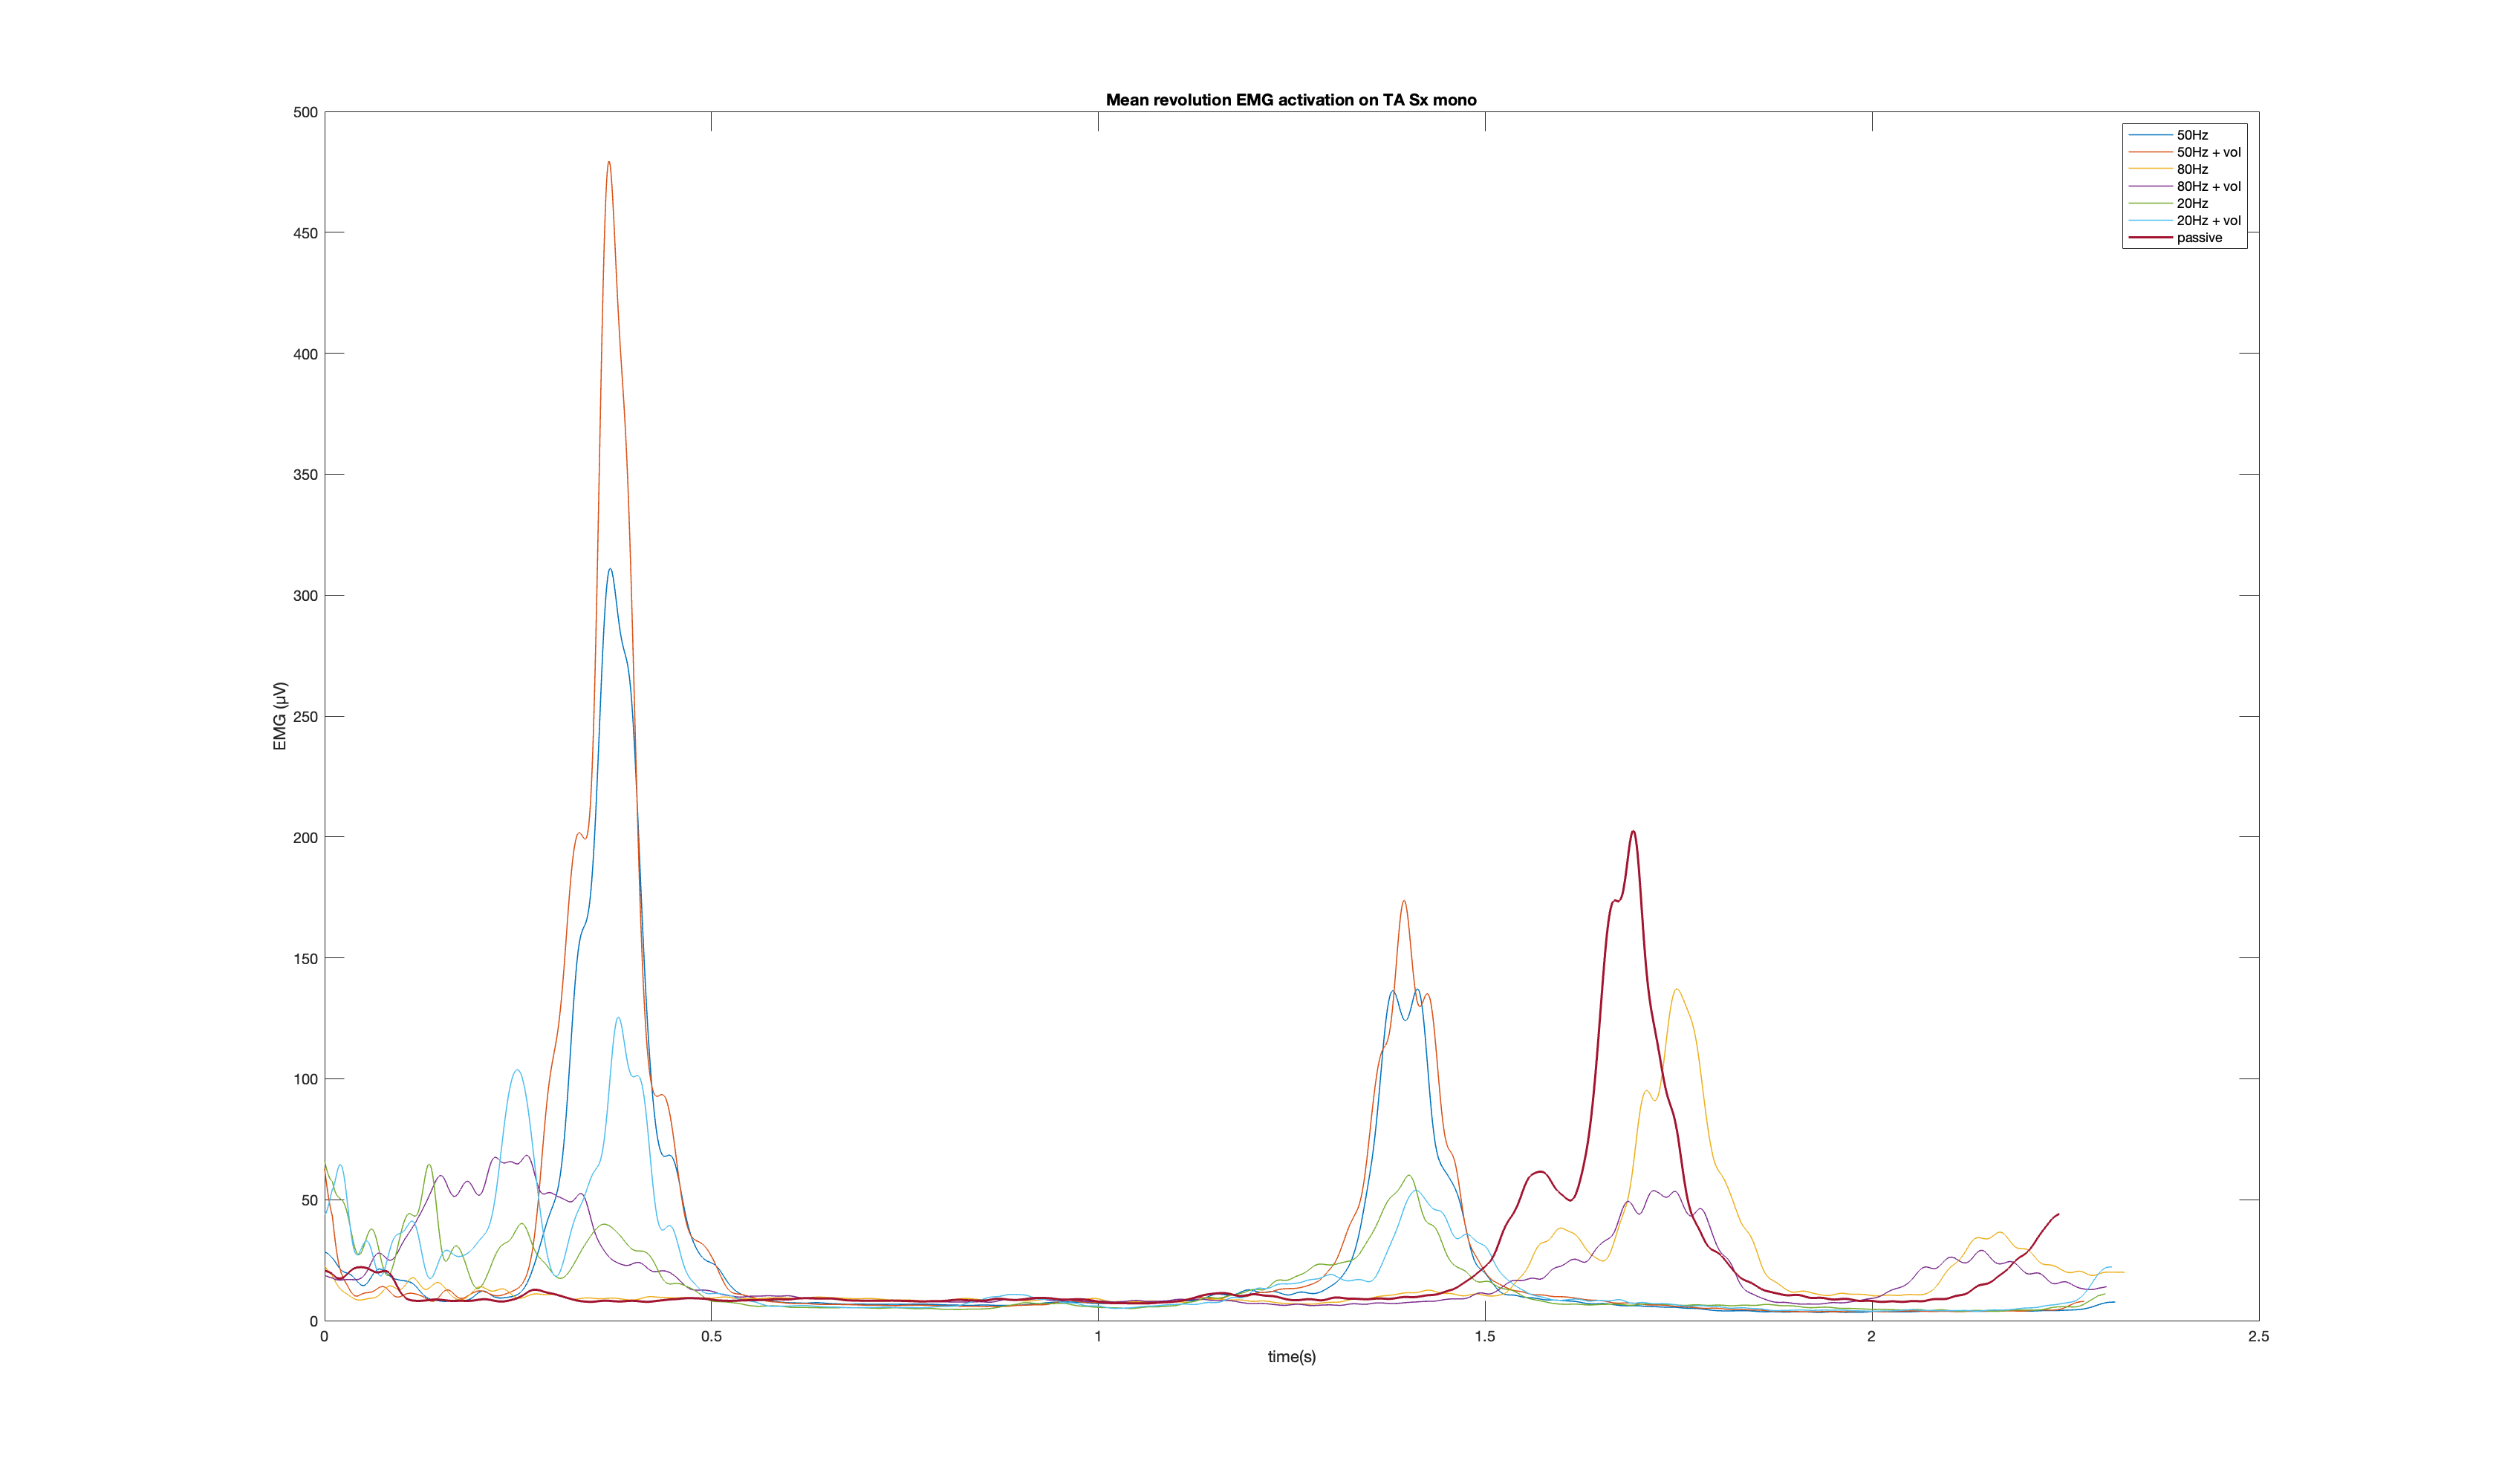 Mean revolution EMG activation on TA Sx mono
500
450
400
350
300
250
200
150
100
50
0
EMG (µV)
0
0.5
1
1.5
2
2.5
time(s)
50Hz
50Hz + vol
80Hz
80Hz + vol
20Hz
20Hz + vol
passive